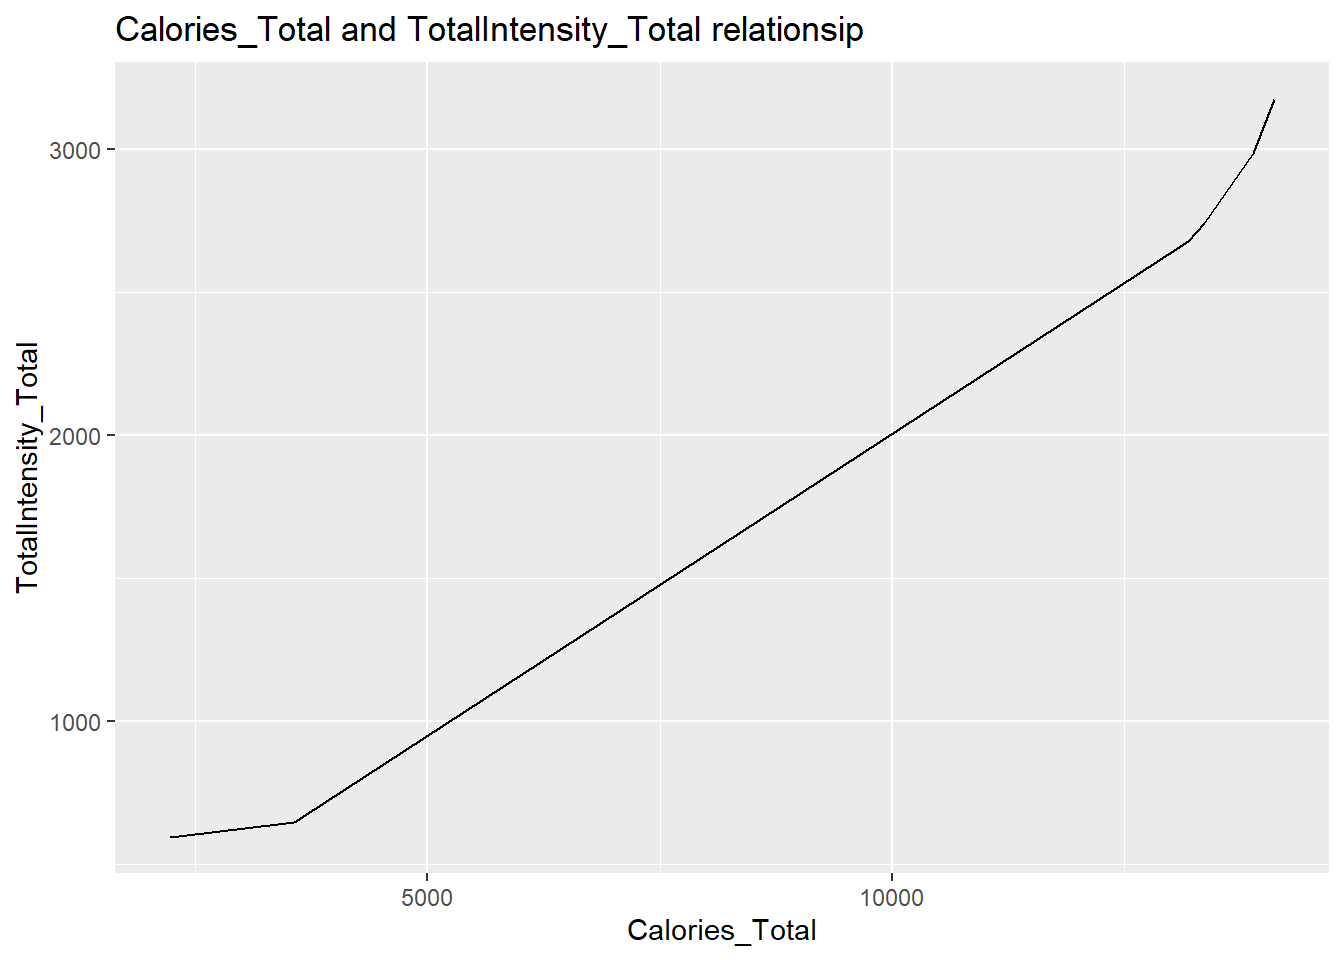 Calories_Total and TotalIntensity_Total relationsip
3000
2000
1000
TotalIntensity_Total
5000 10000
Calories_Total